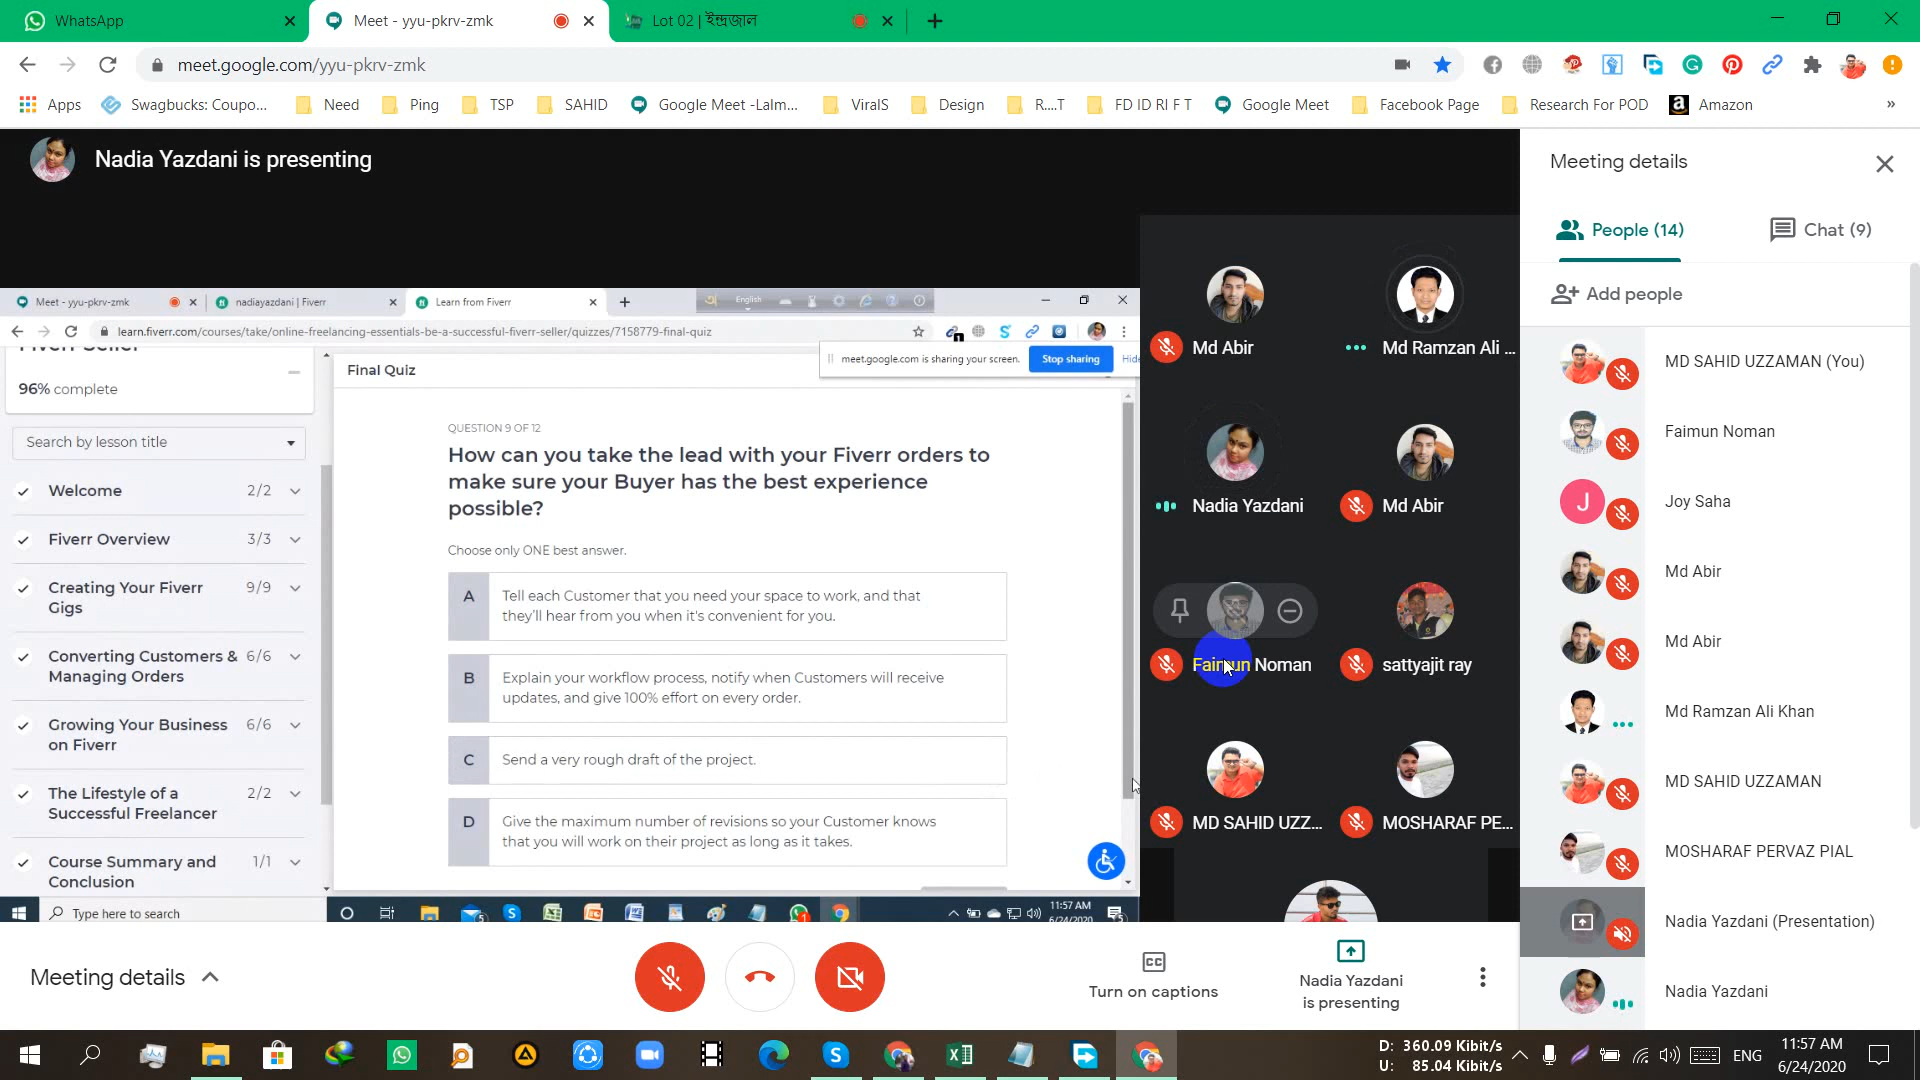 WhatsApp
Meet - yyu-pkrv-zmk
Lot 02 | ইন্দ্রজাল
meet.google.com/yyu-pkrv-zmk
Apps
Swagbucks: Coupo...
Need
Ping
TSP
SAHID
Google Meet -Lalm...
ViralS
Design
R....T
FD ID RI F T
Google Meet
Facebook Page
Research For POD
Amazon
»
Nadia Yazdani is presenting
Meet - yyu-pkrv-zmk
nadiayazdani | Fiverr
Learn from Fiverr
English
learn.fiverr.com/courses/take/online-freelancing-essentials-be-a-successful-fiverr-seller/quizzes/7158779-final-quiz
meet.google.com is sharing your screen.
Stop sharing
Hide
Fiverr Seller
96% complete
Search by lesson title
Welcome 2/2
Fiverr Overview 3/3
Creating Your Fiverr 9/9
Gigs
Converting Customers & 6/6
Managing Orders
Growing Your Business 6/6
on Fiverr
The Lifestyle of a 2/2
Successful Freelancer
Course Summary and 1/1
Conclusion
Final Quiz
QUESTION 9 OF 12
How can you take the lead with your Fiverr orders to
make sure your Buyer has the best experience
possible?
Choose only ONE best answer.
A Tell each Customer that you need your space to work, and that
they'll hear from you when it's convenient for you.
B Explain your workflow process, notify when Customers will receive
updates, and give 100% effort on every order.
C Send a very rough draft of the project.
D Give the maximum number of revisions so your Customer knows
that you will work on their project as long as it takes.
Type here to search
11:57 AM
6/24/2020
Md Abir
Md Ramzan Ali ...
Nadia Yazdani
Md Abir
Faimun Noman
sattyajit ray
MD SAHID UZZ...
MOSHARAF PE...
Meeting details
People (14)
Chat (9)
Add people
MD SAHID UZZAMAN (You)
Faimun Noman
J
Joy Saha
Md Abir
Md Abir
Md Ramzan Ali Khan
MD SAHID UZZAMAN
MOSHARAF PERVAZ PIAL
Nadia Yazdani (Presentation)
Nadia Yazdani
Meeting details
Turn on captions
Nadia Yazdani
is presenting
D: 360.09 Kibit/s
U: 85.04 Kibit/s
ENG
11:57 AM
6/24/2020